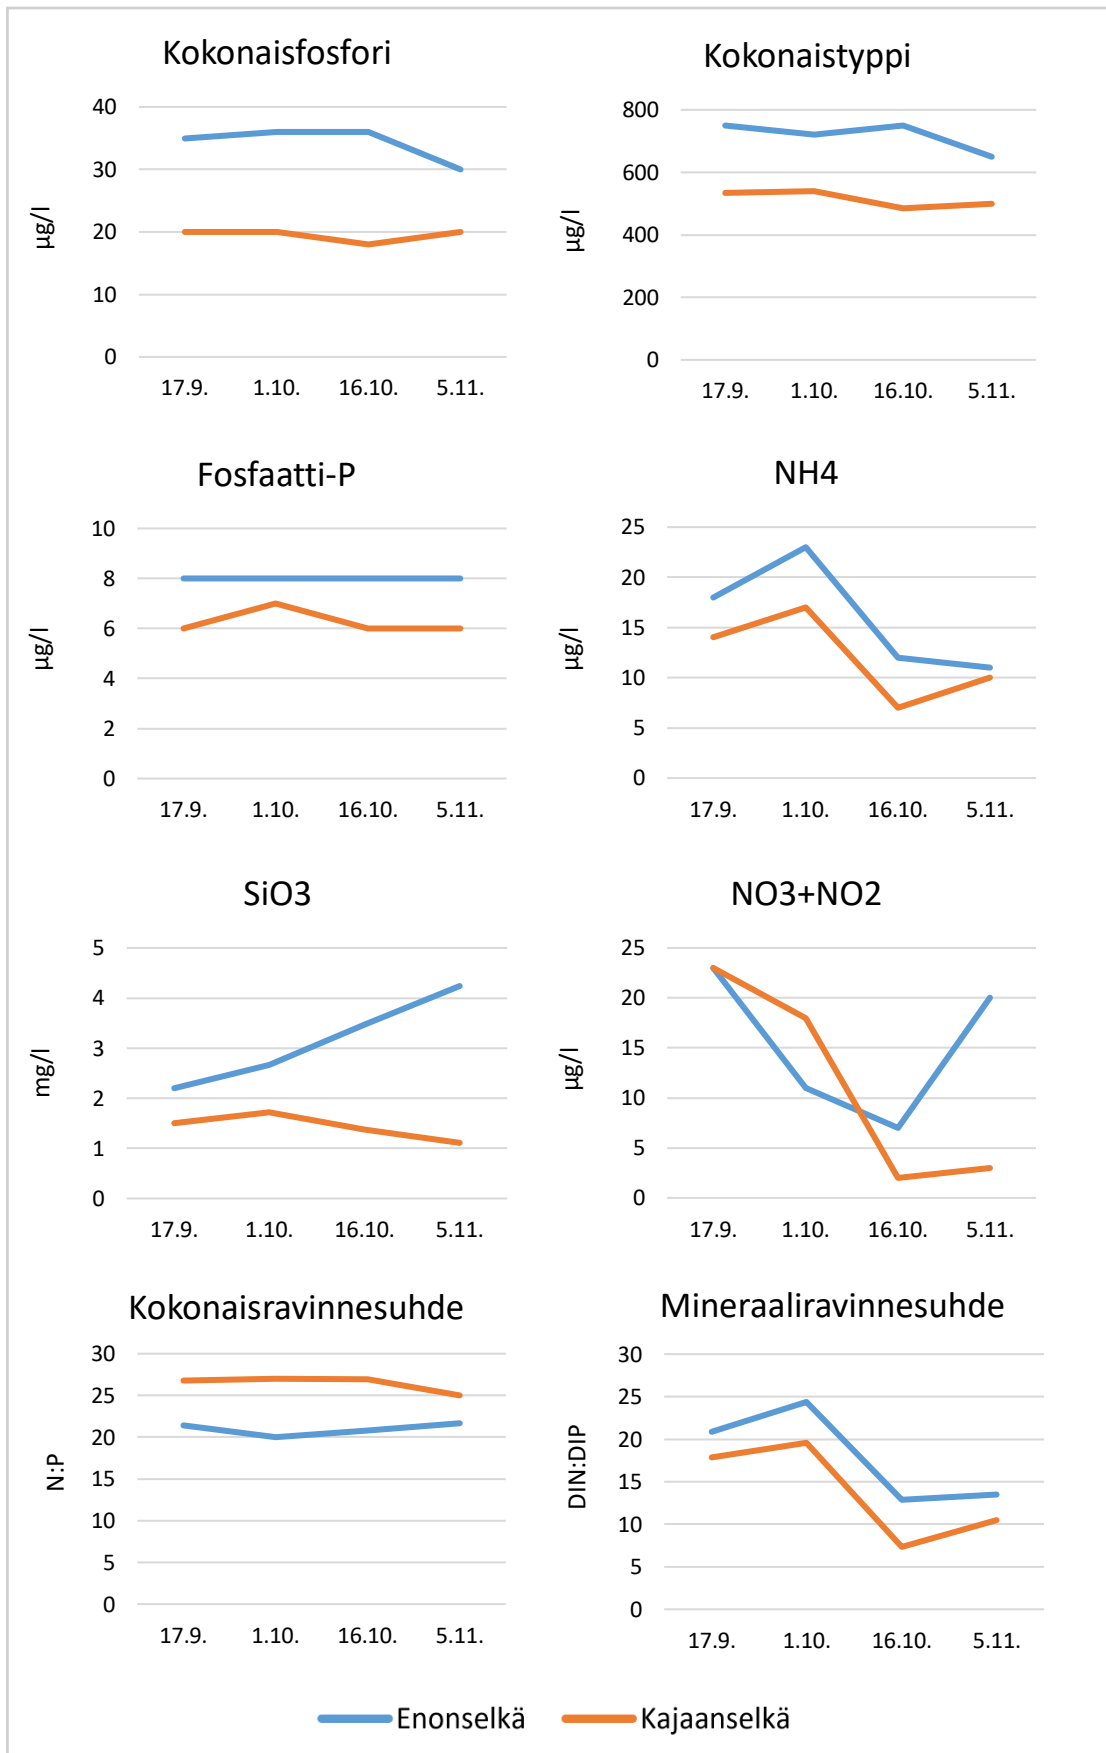 Kokonaisfosfori
µg/l
40
30
20
10
0
17.9. 1.10. 16.10. 5.11.
Kokonaistyppi
µg/l
800
600
400
200
0
17.9. 1.10. 16.10. 5.11.
Fosfaatti-P
µg/l
10
8
6
4
2
0
17.9. 1.10. 16.10. 5.11.
NH4
µg/l
25
20
15
10
5
0
17.9. 1.10. 16.10. 5.11.
SiO3
mg/l
5
4
3
2
1
0
17.9. 1.10. 16.10. 5.11.
NO3+NO2
µg/l
25
20
15
10
5
0
17.9. 1.10. 16.10. 5.11.
Kokonaisravinnesuhde
N:P
30
25
20
15
10
5
0
17.9. 1.10. 16.10. 5.11.
Mineraaliravinnesuhde
DIN:DIP
30
25
20
15
10
5
0
17.9. 1.10. 16.10. 5.11.
Enonselkä Kajaanselkä